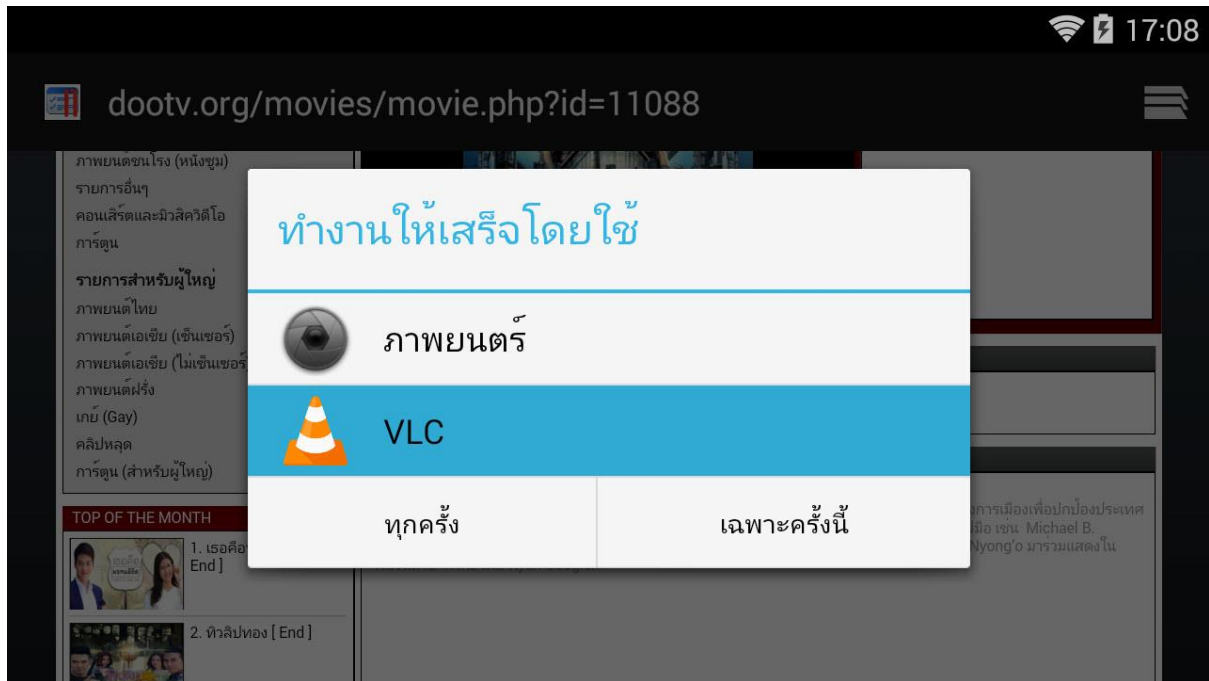 17:08
dootv.org/movies/movie.php?id=11088
ภาพยนต์ชนโรง (หนังซูม)
รายการอื่นๆ
คอนเสิร์ตและมิวสิควิดีโอ
การ์ตูน
รายการสำหรับผู้ใหญ่
ภาพยนต์ไทย
ภาพยนต์เอเชีย (เซ็นเซอร์)
ภาพยนต์เอเชีย (ไม่เซ็นเซอร์
ภาพยนต์ฝรั่ง
เกย์ (Gay)
คลิปหลุด
การ์ตูน (สำหรับผู้ใหญ่)
TOP OF THE MONTH
1. เธอคือ
End ]
2. ทิวลิปทอง [ End ]
ทำงานให้เสร็จโดยใช้
ภาพยนตร์
VLC
ทุกครั้ง
เฉพาะครั้งนี้
การเมืองเพื่อปกป้องประเทศ
มือ เช่น Michael B.
Nyong'o มาร่วมแสดงใน